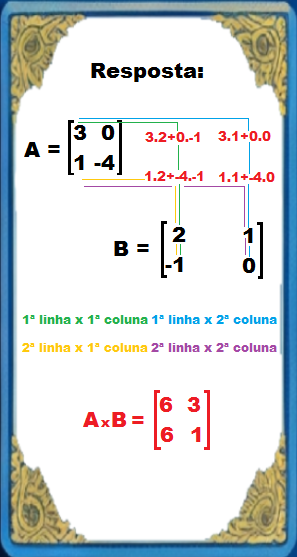 Resposta:
3 0 3.2+0.-1 3.1+0.0
A =
1 -4 1.2+-4.-1 1.1+-4.0
2 1
B =
-1 0
1ª linha x 1ª coluna 1ª linha x 2ª coluna
2ª linha x 1ª coluna 2ª linha x 2ª coluna
6 3
AxB =
6 1